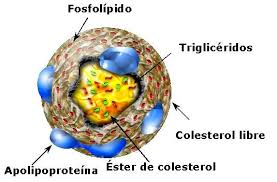 Fosfolípido
Triglicéridos
Colesterol libre
Apolipoproteína
Éster de colesterol